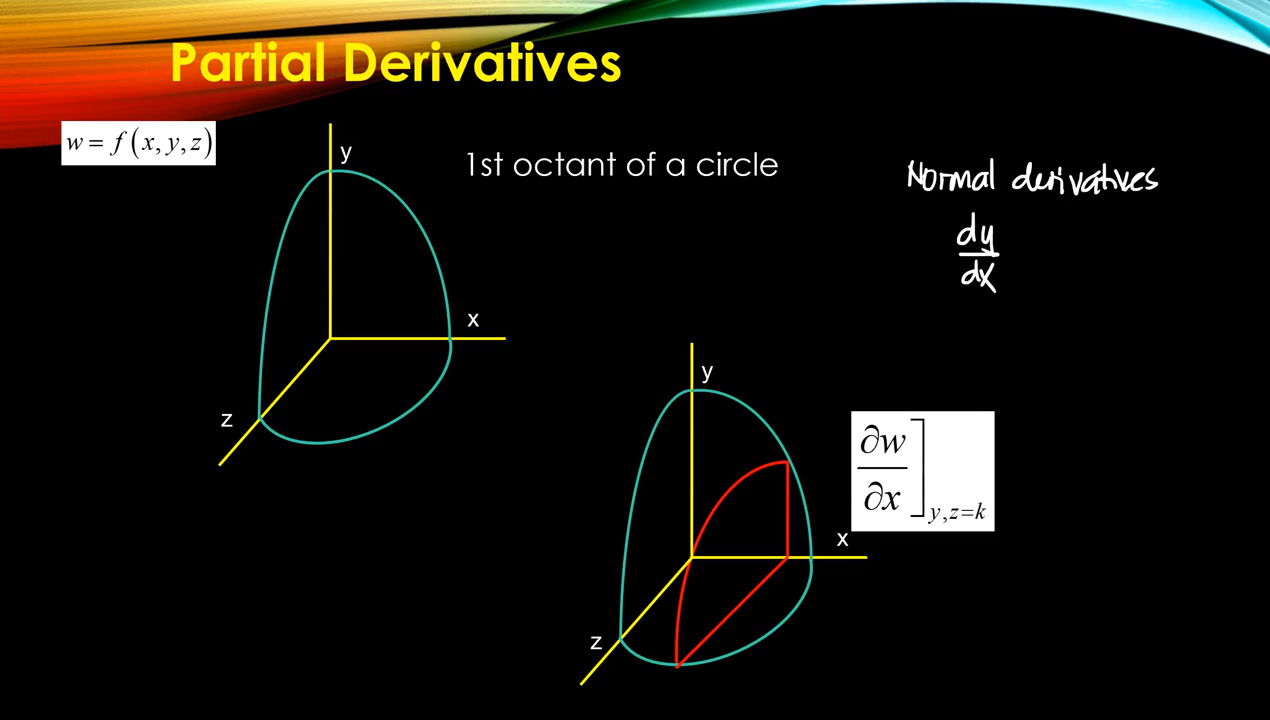 Partial Derivatives
w = f(x, y, z)
y
1st octant of a circle
Normal derivatives
dy
dx
x
z
y
∂w
∂x
]y,z=k
x
z